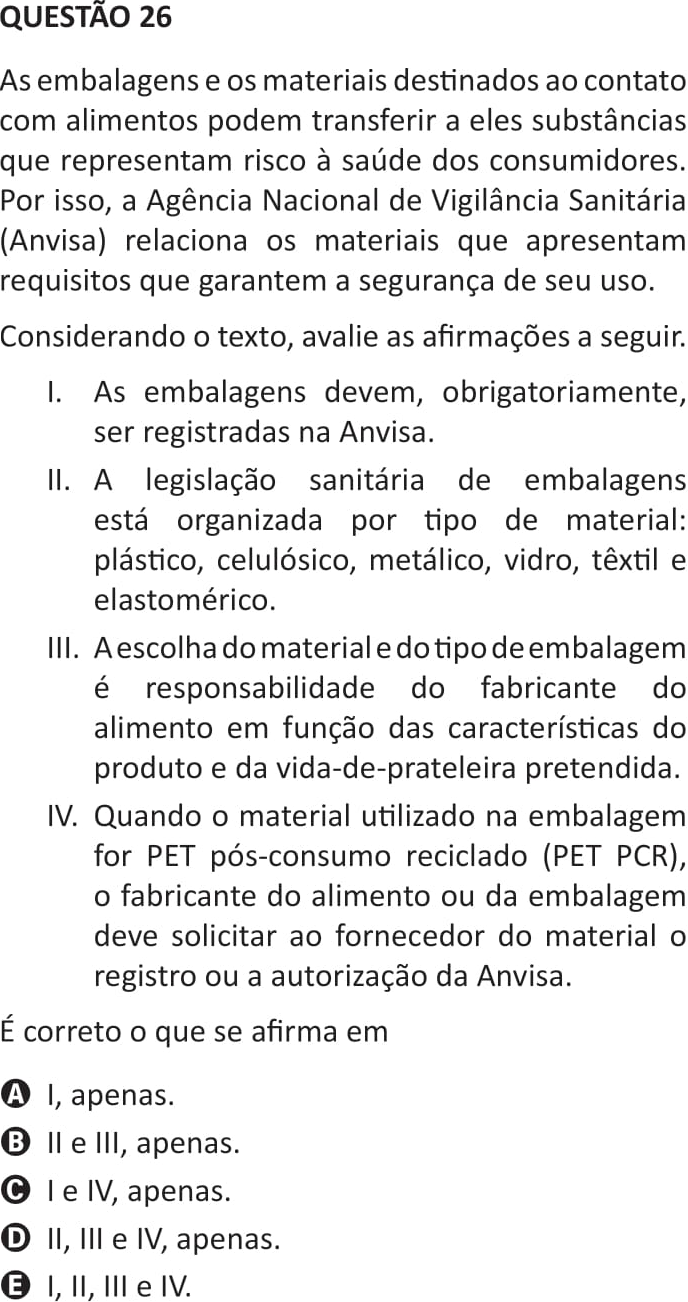 QUESTÃO 26
As embalagens e os materiais destinados ao contato
com alimentos podem transferir a eles substâncias
que representam risco à saúde dos consumidores.
Por isso, a Agência Nacional de Vigilância Sanitária
(Anvisa) relaciona os materiais que apresentam
requisitos que garantem a segurança de seu uso.
Considerando o texto, avalie as afirmações a seguir.
I. As embalagens devem, obrigatoriamente,
ser registradas na Anvisa.
II. A legislação sanitária de embalagens
está organizada por tipo de material:
plástico, celulósico, metálico, vidro, têxtil e
elastomérico.
III. A escolha do material e do tipo de embalagem
é responsabilidade do fabricante do
alimento em função das características do
produto e da vida-de-prateleira pretendida.
IV. Quando o material utilizado na embalagem
for PET pós-consumo reciclado (PET PCR),
o fabricante do alimento ou da embalagem
deve solicitar ao fornecedor do material o
registro ou a autorização da Anvisa.
É correto o que se afirma em
A I, apenas.
B II e III, apenas.
C I e IV, apenas.
D II, III e IV, apenas.
E I, II, III e IV.